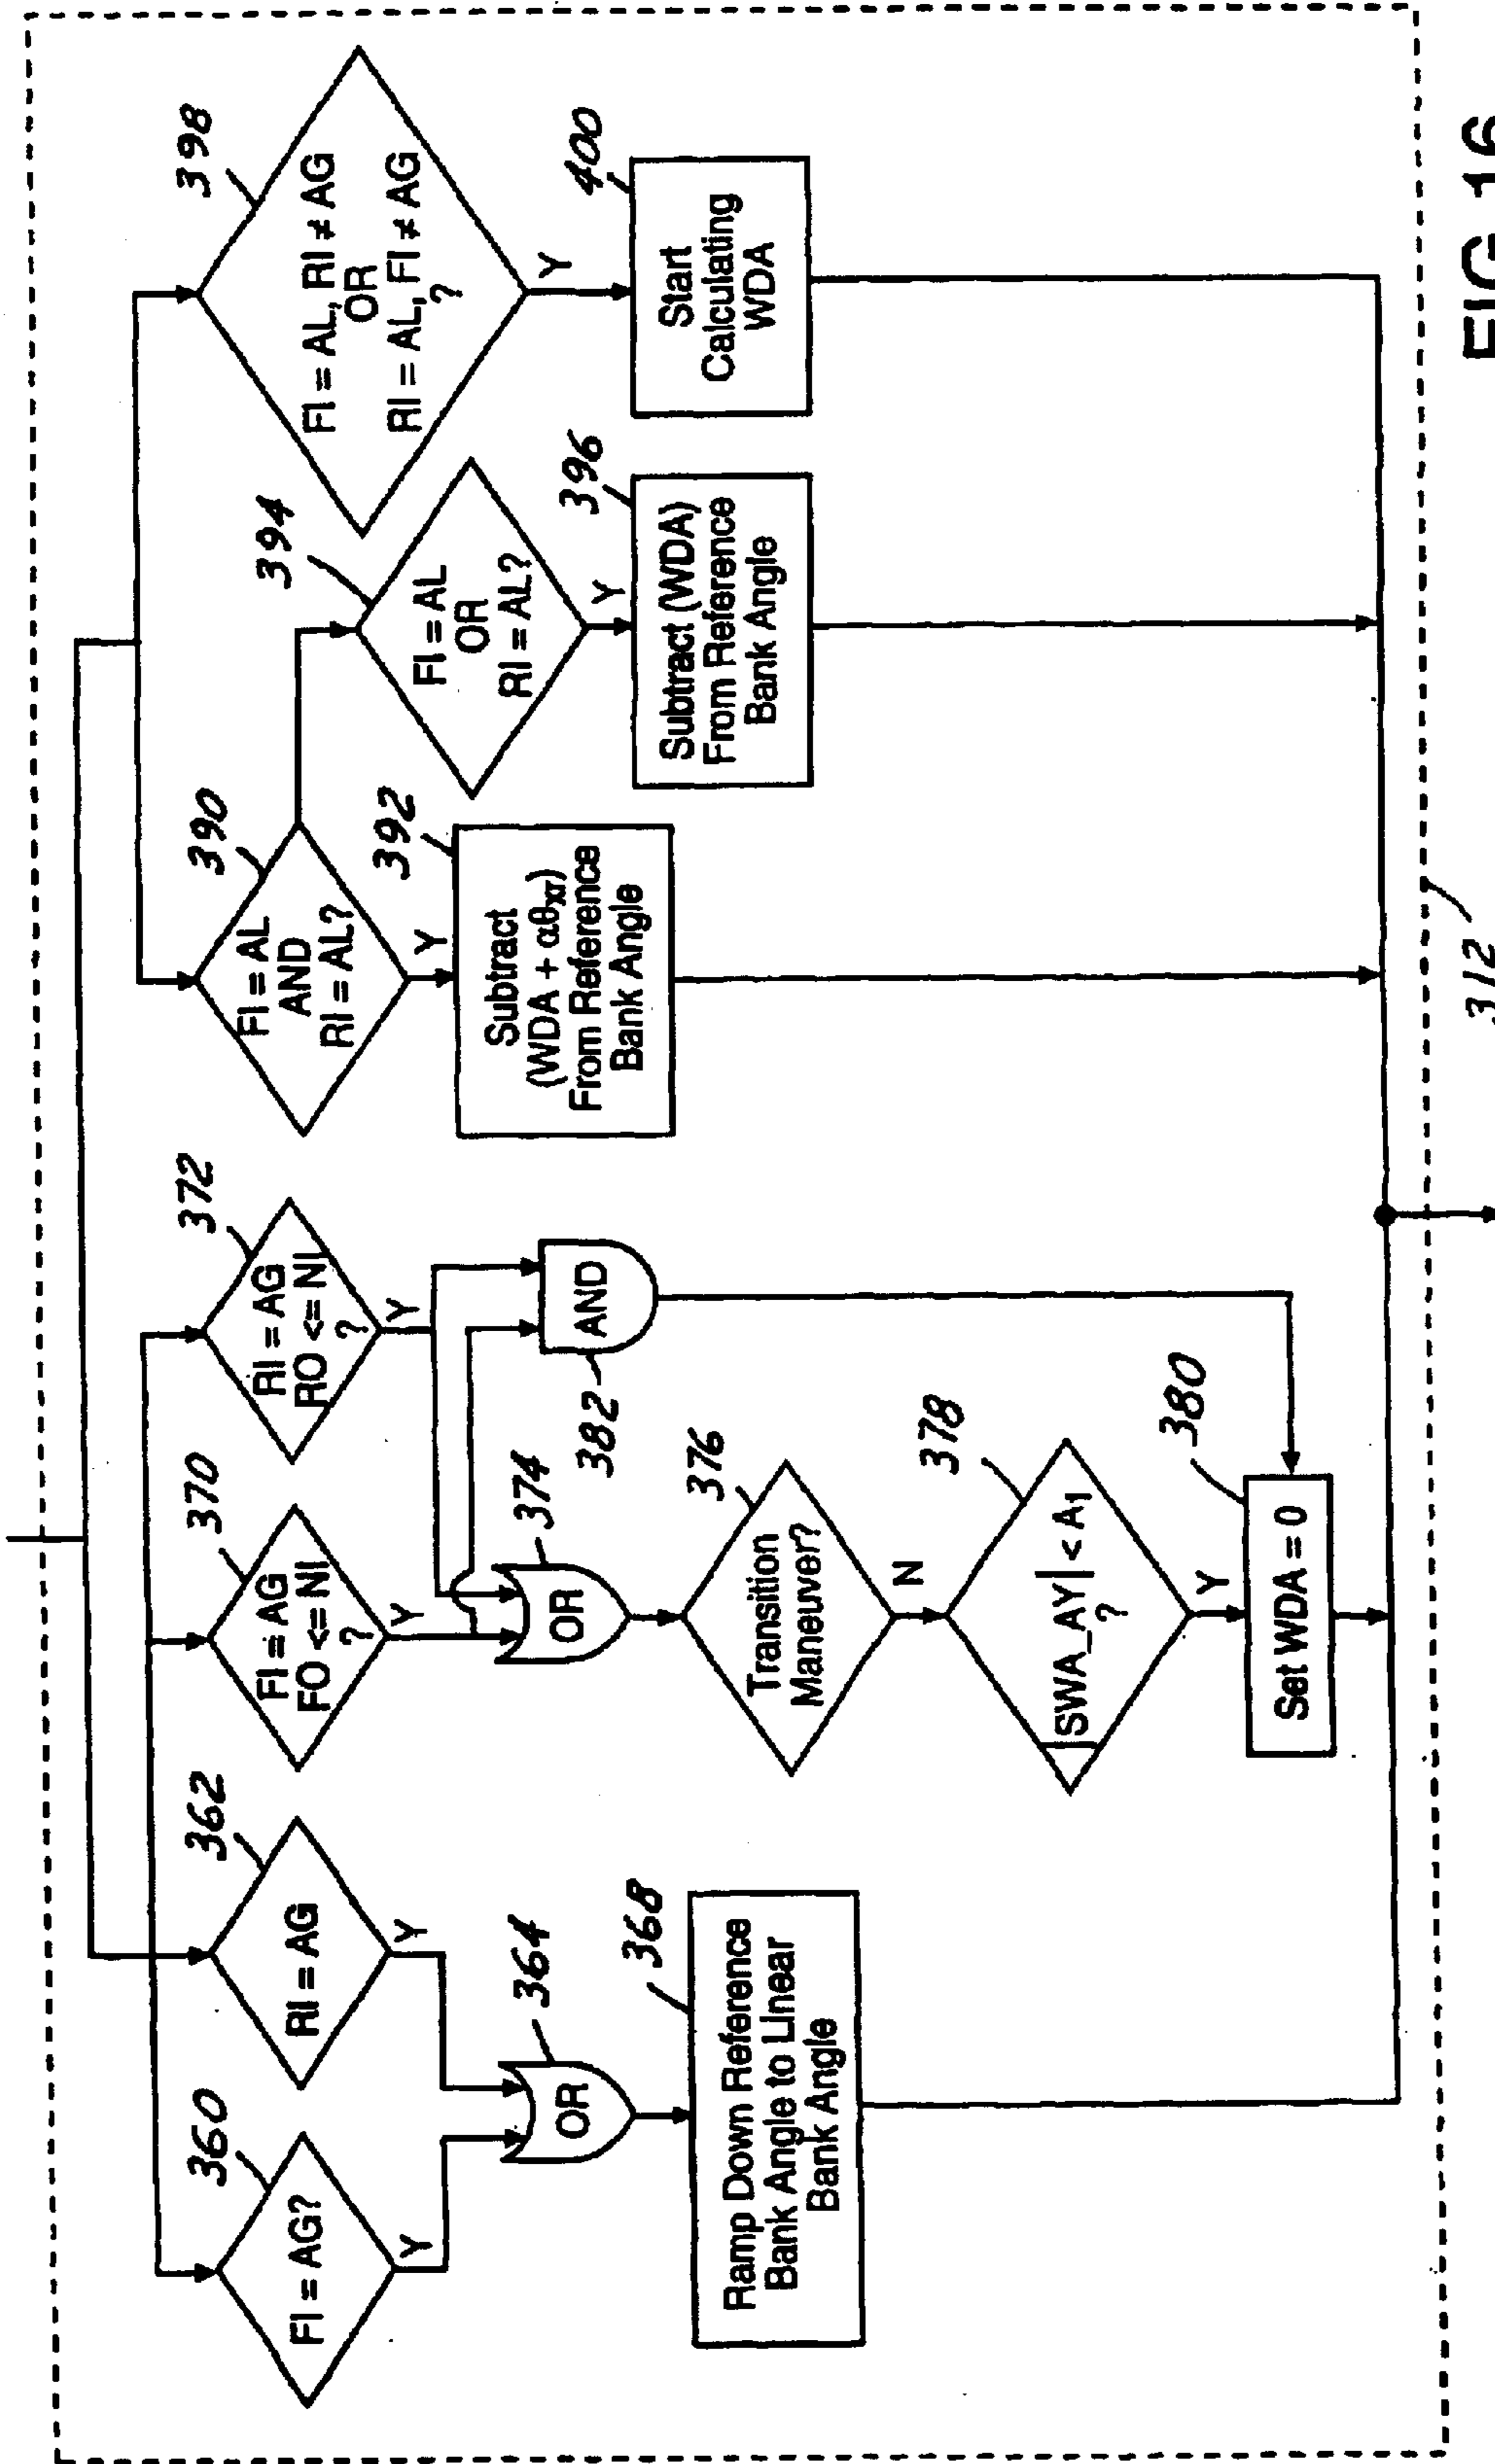 360
FI = AG?
Y
362
RI = AG
Y
364
OR
368
Ramp Down Reference
Bank Angle to Linear
Bank Angle
370
FI = AG
FO <= NI
?
Y
372
RI = AG
RO <= NI
?
Y
374
OR
382
AND
376
Transition
Maneuver?
N
378
|SWA_AY| < A1
?
Y
380
Set WDA = 0
390
FI = AL
AND
RI = AL?
Y
392
Subtract
(WDA + αθxr)
From Reference
Bank Angle
394
FI = AL
OR
RI = AL?
Y
396
Subtract (WDA)
From Reference
Bank Angle
398
FI = AL, RI ≠ AG
OR
RI = AL, FI ≠ AG
?
Y
400
Start
Calculating
WDA
312
FIG. 16